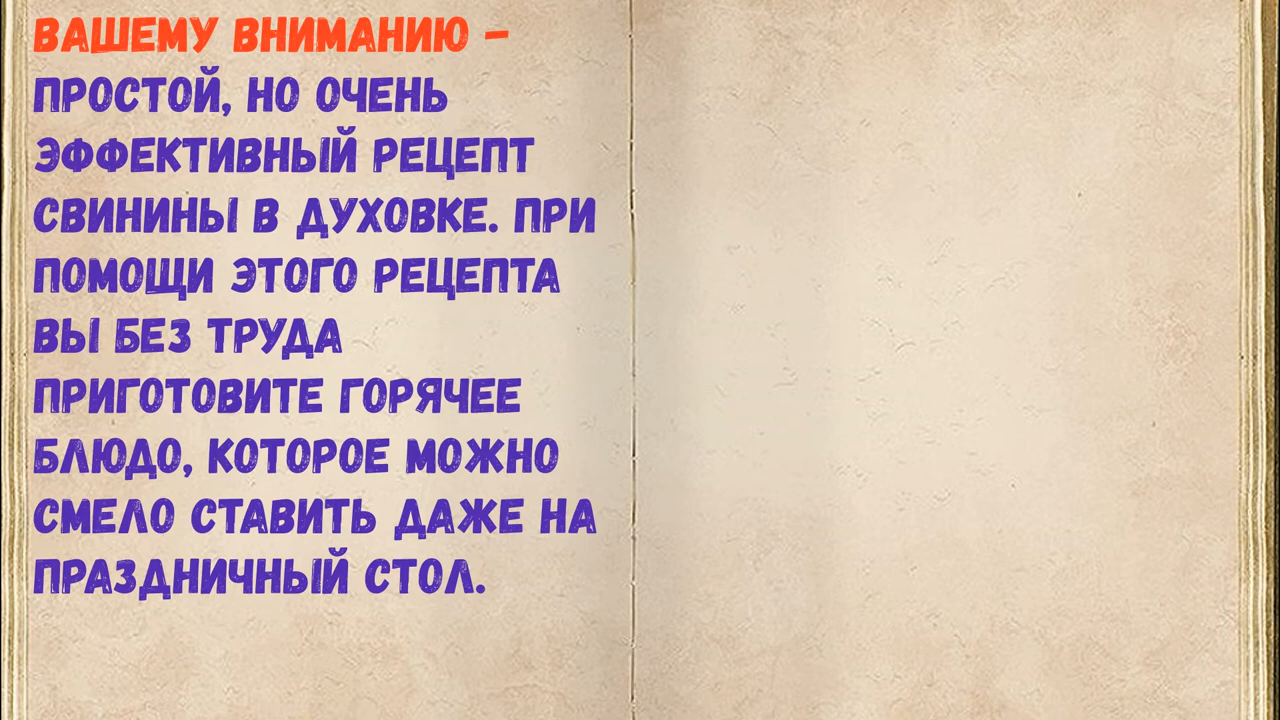 ВАШЕМУ ВНИМАНИЮ –
ПРОСТОЙ, НО ОЧЕНЬ
ЭФФЕКТИВНЫЙ РЕЦЕПТ
СВИНИНЫ В ДУХОВКЕ. ПРИ
ПОМОЩИ ЭТОГО РЕЦЕПТА
ВЫ БЕЗ ТРУДА
ПРИГОТОВИТЕ ГОРЯЧЕЕ
БЛЮДО, КОТОРОЕ МОЖНО
СМЕЛО СТАВИТЬ ДАЖЕ НА
ПРАЗДНИЧНЫЙ СТОЛ.